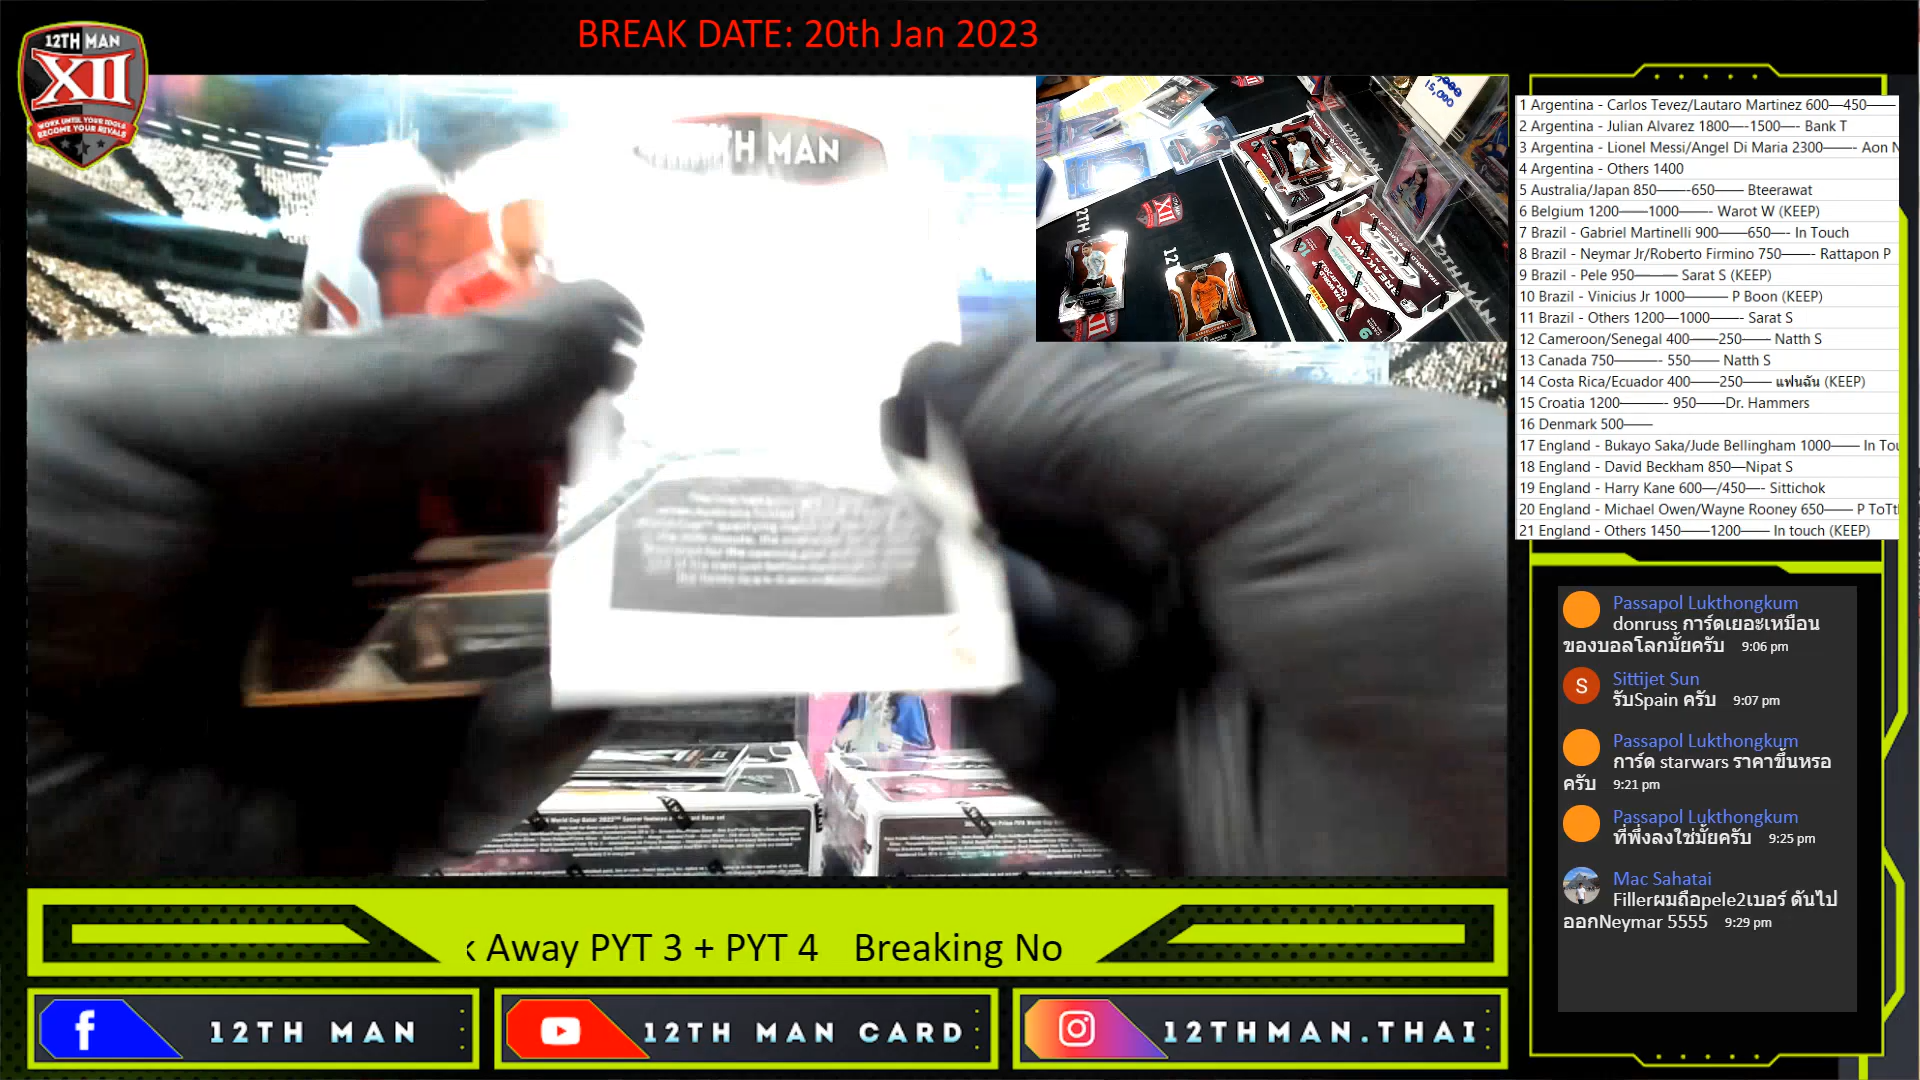 BREAK DATE: 20th Jan 2023
12TH MAN
XII
WORK UNTIL YOUR IDOLS
BECOME YOUR RIVALS
H MAN
15,000
1 Argentina - Carlos Tevez/Lautaro Martinez 600—450——
2 Argentina - Julian Alvarez 1800—-1500—- Bank T
3 Argentina - Lionel Messi/Angel Di Maria 2300——- Aon N
4 Argentina - Others 1400
5 Australia/Japan 850——-650—— Bteerawat
6 Belgium 1200——1000——- Warot W (KEEP)
7 Brazil - Gabriel Martinelli 900——650—- In Touch
8 Brazil - Neymar Jr/Roberto Firmino 750——- Rattapon P
9 Brazil - Pele 950——— Sarat S (KEEP)
10 Brazil - Vinicius Jr 1000——— P Boon (KEEP)
11 Brazil - Others 1200—1000——- Sarat S
12 Cameroon/Senegal 400——250—— Natth S
13 Canada 750———- 550—— Natth S
14 Costa Rica/Ecuador 400——250—— แฟนฉัน (KEEP)
15 Croatia 1200———- 950——Dr. Hammers
16 Denmark 500——
17 England - Bukayo Saka/Jude Bellingham 1000—— In Tou
18 England - David Beckham 850—Nipat S
19 England - Harry Kane 600—/450—- Sittichok
20 England - Michael Owen/Wayne Rooney 650—— P ToTt
21 England - Others 1450——1200—— In touch (KEEP)
Passapol Lukthongkum
donruss การ์ดเยอะเหมือน
ของบอลโลกมั้ยครับ 9:06 pm
S
Sittijet Sun
รับSpain ครับ 9:07 pm
Passapol Lukthongkum
การ์ด starwars ราคาขึ้นหรอ
ครับ 9:21 pm
Passapol Lukthongkum
ที่พึ่งลงใช่มั้ยครับ 9:25 pm
Mac Sahatai
Fillerผมถือpele2เบอร์ ดันไป
ออกNeymar 5555 9:29 pm
k Away PYT 3 + PYT 4 Breaking No
12TH MAN
12TH MAN CARD
12THMAN.THAI